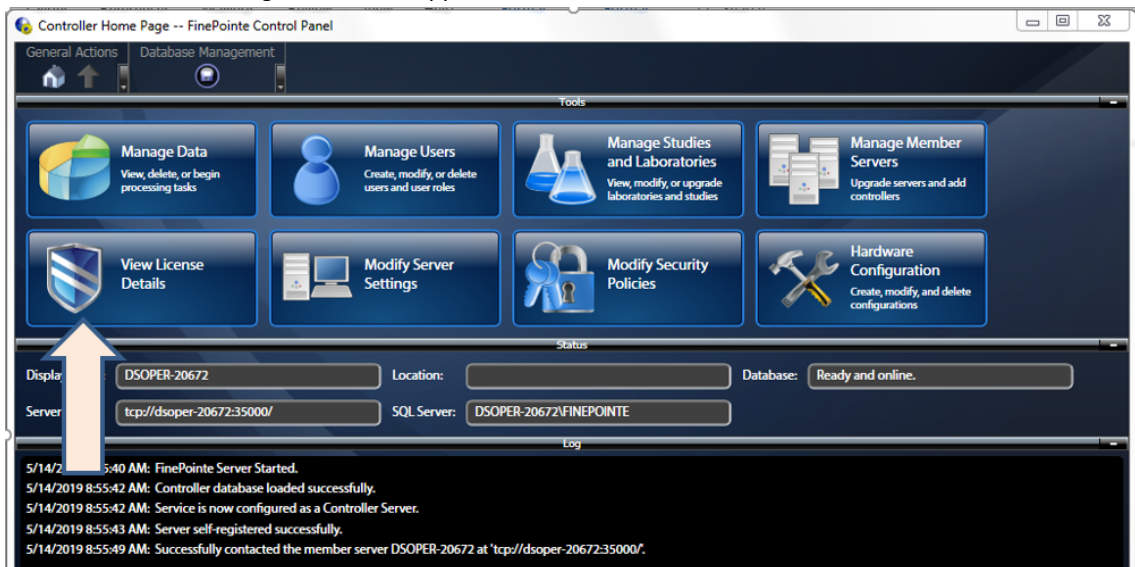 Controller Home Page -- FinePointe Control Panel
General Actions Database Management
Tools
Manage Data
View, delete, or begin
processing tasks
Manage Users
Create, modify, or delete
users and user roles
Manage Studies
and Laboratories
View, modify, or upgrade
laboratories and studies
Manage Member
Servers
Upgrade servers and add
controllers
View License
Details
Modify Server
Settings
Modify Security
Policies
Hardware
Configuration
Create, modify, and delete
configurations
Status
DSOPER-20672 Location: Database: Ready and online.
Server tcp://dsoper-20672:35000/ SQL Server: DSOPER-20672\FINEPOINTE
Log
5/14/2 5:40 AM: FinePointe Server Started.
5/14/2019 8:55:42 AM: Controller database loaded successfully.
5/14/2019 8:55:42 AM: Service is now configured as a Controller Server.
5/14/2019 8:55:43 AM: Server self-registered successfully.
5/14/2019 8:55:49 AM: Successfully contacted the member server DSOPER-20672 at 'tcp://dsoper-20672:35000/'.